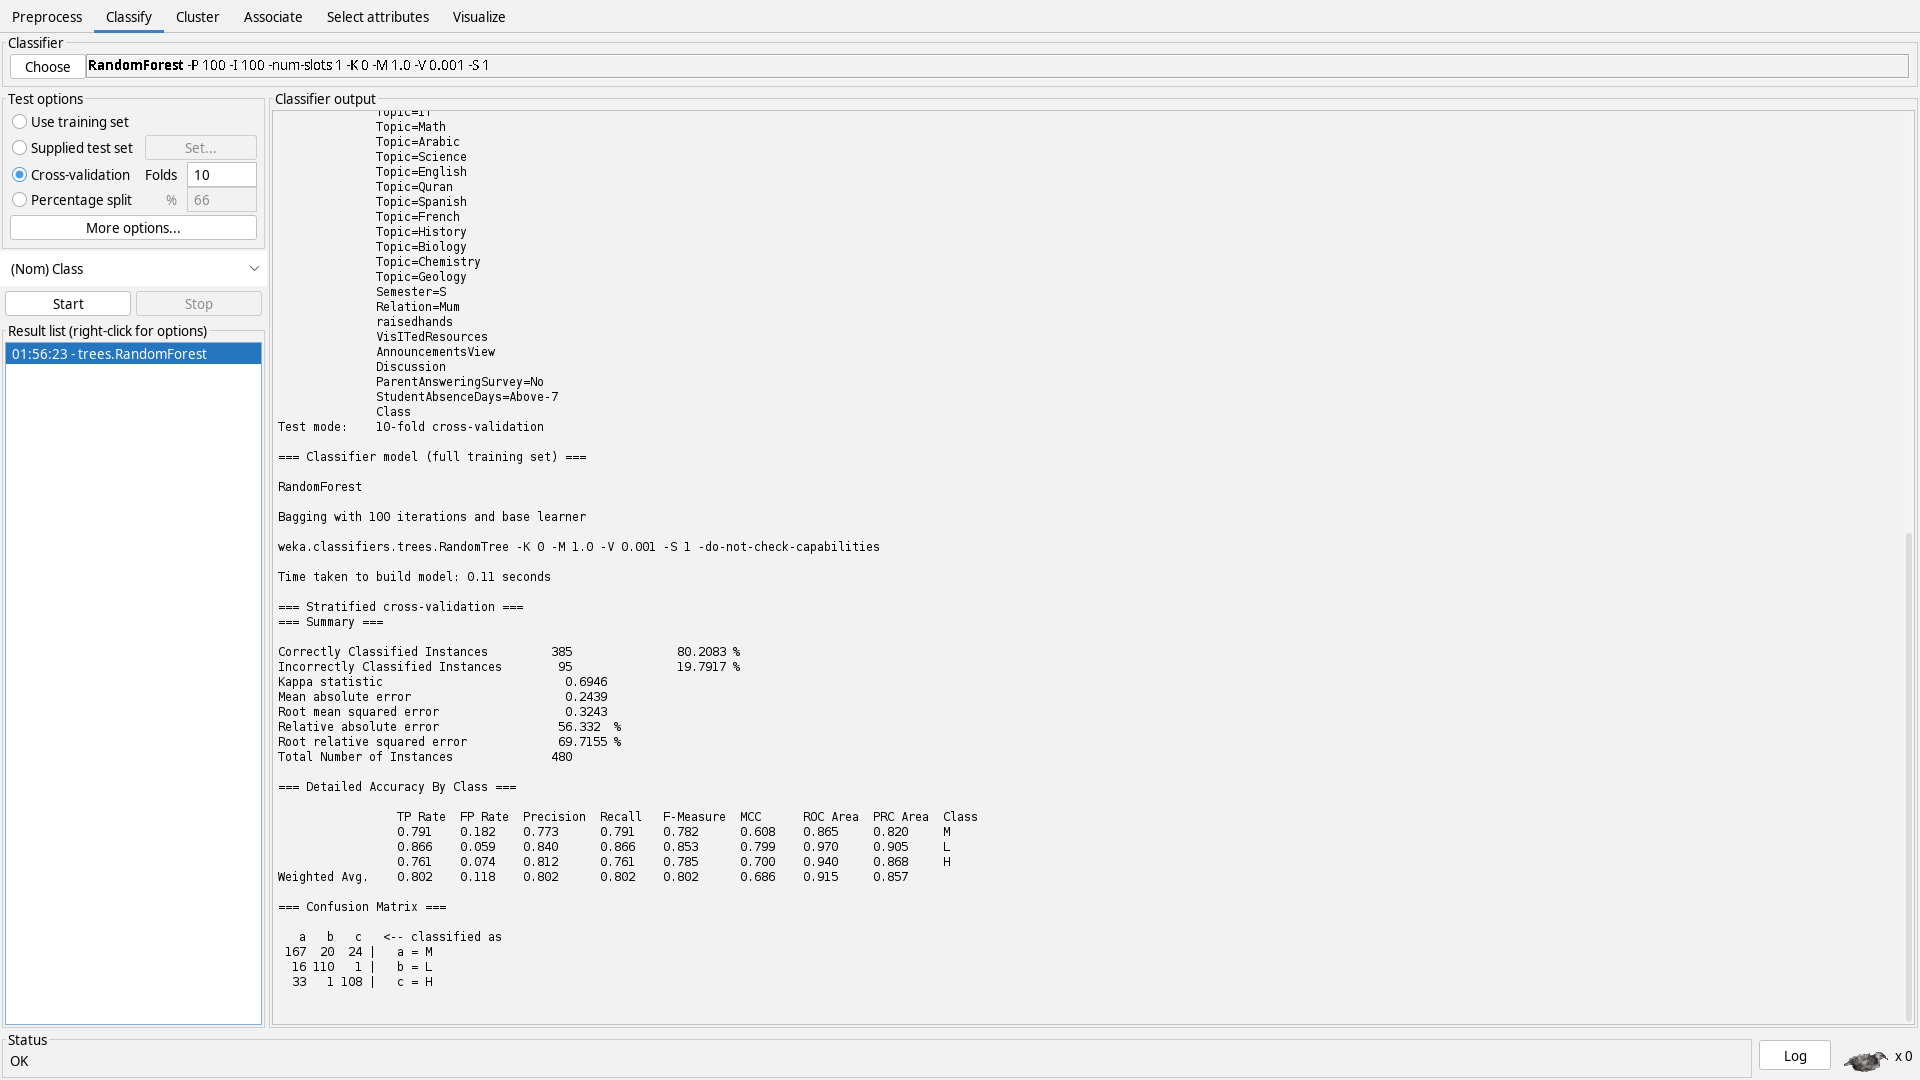 Preprocess Classify Cluster Associate Select attributes Visualize
Classifier
Choose RandomForest -P 100 -I 100 -num-slots 1 -K 0 -M 1.0 -V 0.001 -S 1
Test options
Use training set
Supplied test set Set...
Cross-validation Folds 10
Percentage split % 66
More options...
(Nom) Class
Start Stop
Result list (right-click for options)
01:56:23 - trees.RandomForest
Classifier output
Topic=IT
Topic=Math
Topic=Arabic
Topic=Science
Topic=English
Topic=Quran
Topic=Spanish
Topic=French
Topic=History
Topic=Biology
Topic=Chemistry
Topic=Geology
Semester=S
Relation=Mum
raisedhands
VisITedResources
AnnouncementsView
Discussion
ParentAnsweringSurvey=No
StudentAbsenceDays=Above-7
Class
Test mode: 10-fold cross-validation
=== Classifier model (full training set) ===
RandomForest
Bagging with 100 iterations and base learner
weka.classifiers.trees.RandomTree -K 0 -M 1.0 -V 0.001 -S 1 -do-not-check-capabilities
Time taken to build model: 0.11 seconds
=== Stratified cross-validation ===
=== Summary ===
Correctly Classified Instances 385 80.2083 %
Incorrectly Classified Instances 95 19.7917 %
Kappa statistic 0.6946
Mean absolute error 0.2439
Root mean squared error 0.3243
Relative absolute error 56.332 %
Root relative squared error 69.7155 %
Total Number of Instances 480
=== Detailed Accuracy By Class ===
TP Rate FP Rate Precision Recall F-Measure MCC ROC Area PRC Area Class
0.791 0.182 0.773 0.791 0.782 0.608 0.865 0.820 M
0.866 0.059 0.840 0.866 0.853 0.799 0.970 0.905 L
0.761 0.074 0.812 0.761 0.785 0.700 0.940 0.868 H
Weighted Avg. 0.802 0.118 0.802 0.802 0.802 0.686 0.915 0.857
=== Confusion Matrix ===
a b c <-- classified as
167 20 24 | a = M
16 110 1 | b = L
33 1 108 | c = H
Status
OK
Log x 0